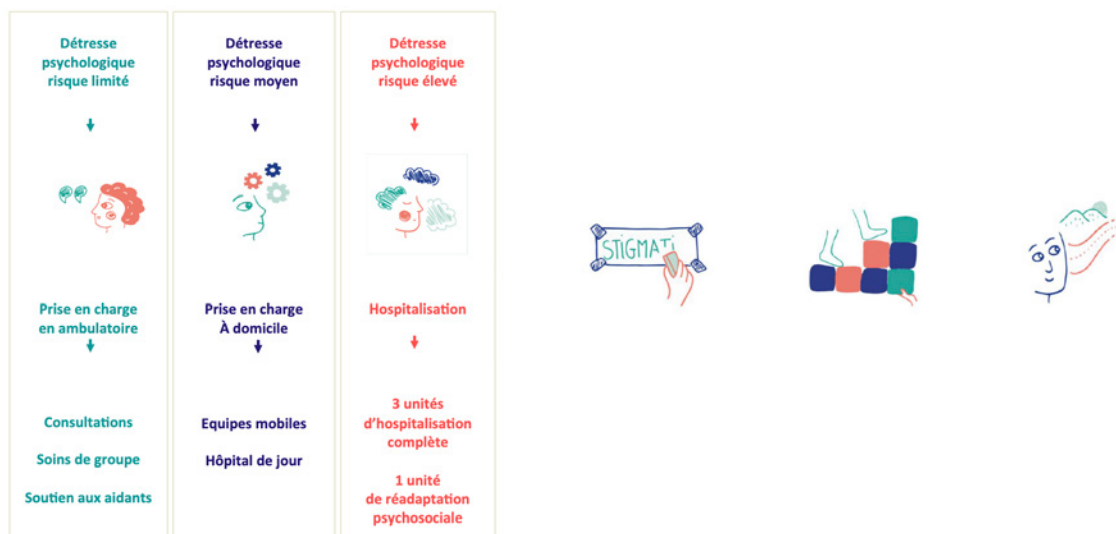 Détresse
psychologique
risque limité
Prise en charge
en ambulatoire
Consultations
Soins de groupe
Soutien aux aidants
Détresse
psychologique
risque moyen
Prise en charge
À domicile
Equipes mobiles
Hôpital de jour
Détresse
psychologique
risque élevé
Hospitalisation
3 unités
d’hospitalisation
complète
1 unité
de réadaptation
psychosociale
STiGMATi